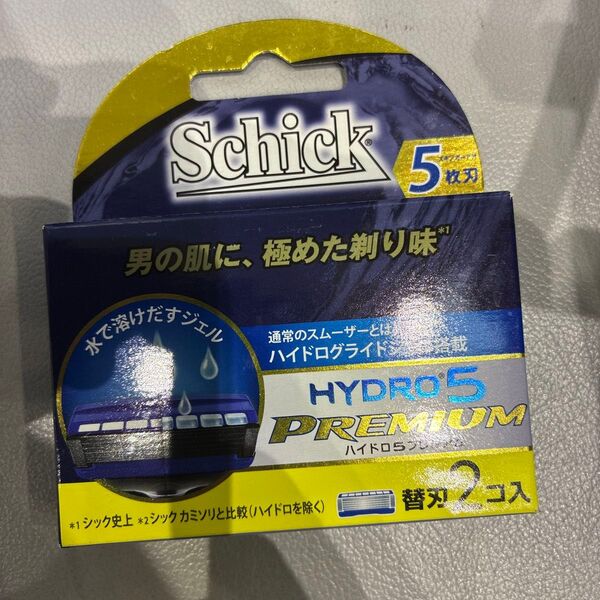 Schick
5枚刃
男の肌に、極めた剃り味*1
水で溶けだすジェル
通常のスムーザーとは
ハイドログライド
搭載
HYDRO 5
PREMIUM
ハイドロ5プレミアム
*1 シック史上 *2シック カミソリと比較(ハイドロを除く)
替刃2コ入